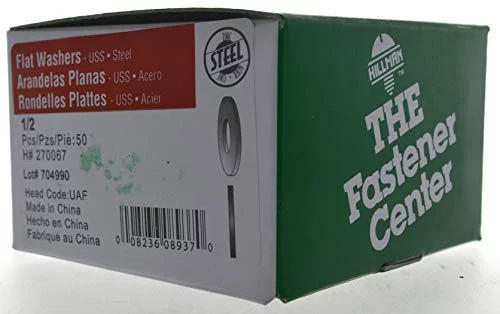 Flat Washers - USS • Steel
Arandelas Planas - USS • Acero
Rondelles Plattes - USS • Acier
STEEL
1/2
Pcs/Pzs/Piè:50
H# 270067
Lot# 704990
Head Code:UAF
Made in China
Hecho en China
Fabriqué au China
0 08236 08937 0
HILLMAN
TM
THE
Fastener
Center